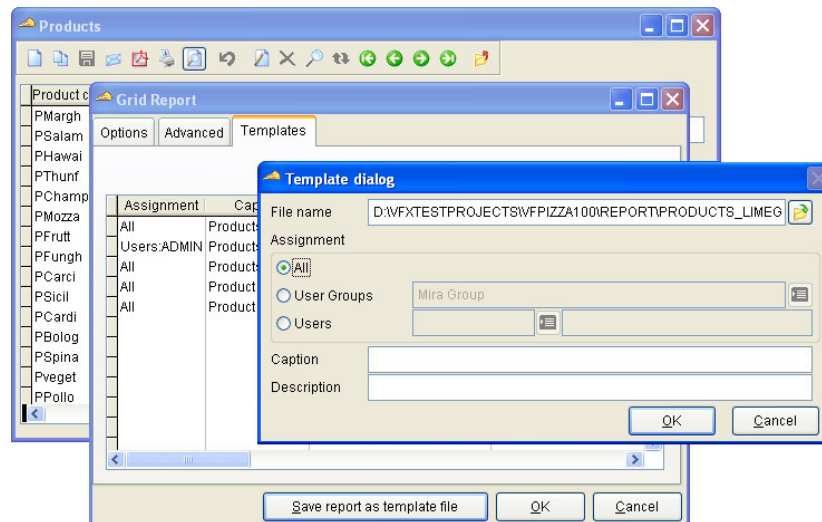 Products
Product c
PMargh
PSalam
PHawai
PThunf
PChamp
PMozza
PFrutt
PFungh
PCarci
PSicil
PCardi
PBolog
PSpina
Pveget
PPollo
Grid Report
Options Advanced Templates
Assignment Cap
All Products
Users:ADMIN Products
All Products
All Product
All Product
Save report as template file OK Cancel
Template dialog
File name D:\VFXTESTPROJECTS\VFPIZZA100\REPORT\PRODUCTS_LIMEG
Assignment
All
User Groups Mira Group
Users
Caption
Description
OK Cancel